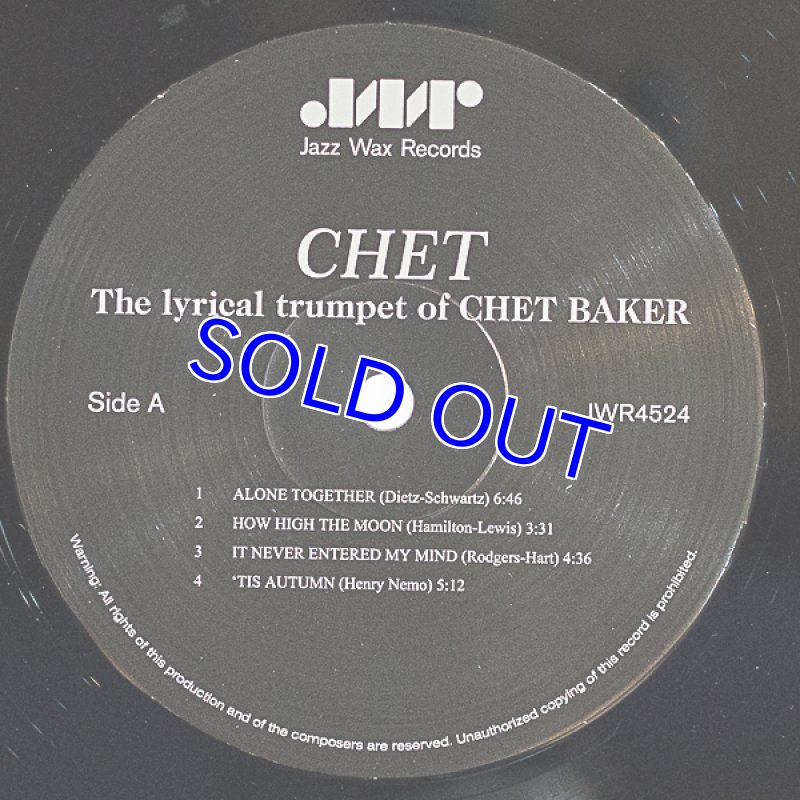 Jazz Wax Records
CHET
The lyrical trumpet of CHET BAKER
SOLD OUT
Side A
JWR4524
1 ALONE TOGETHER (Dietz-Schwartz) 6:46
2 HOW HIGH THE MOON (Hamilton-Lewis) 3:31
3 IT NEVER ENTERED MY MIND (Rodgers-Hart) 4:36
4 ‘TIS AUTUMN (Henry Nemo) 5:12
Warning: All rights of this production and of the composers are reserved. Unauthorized copying of this record is prohibited.